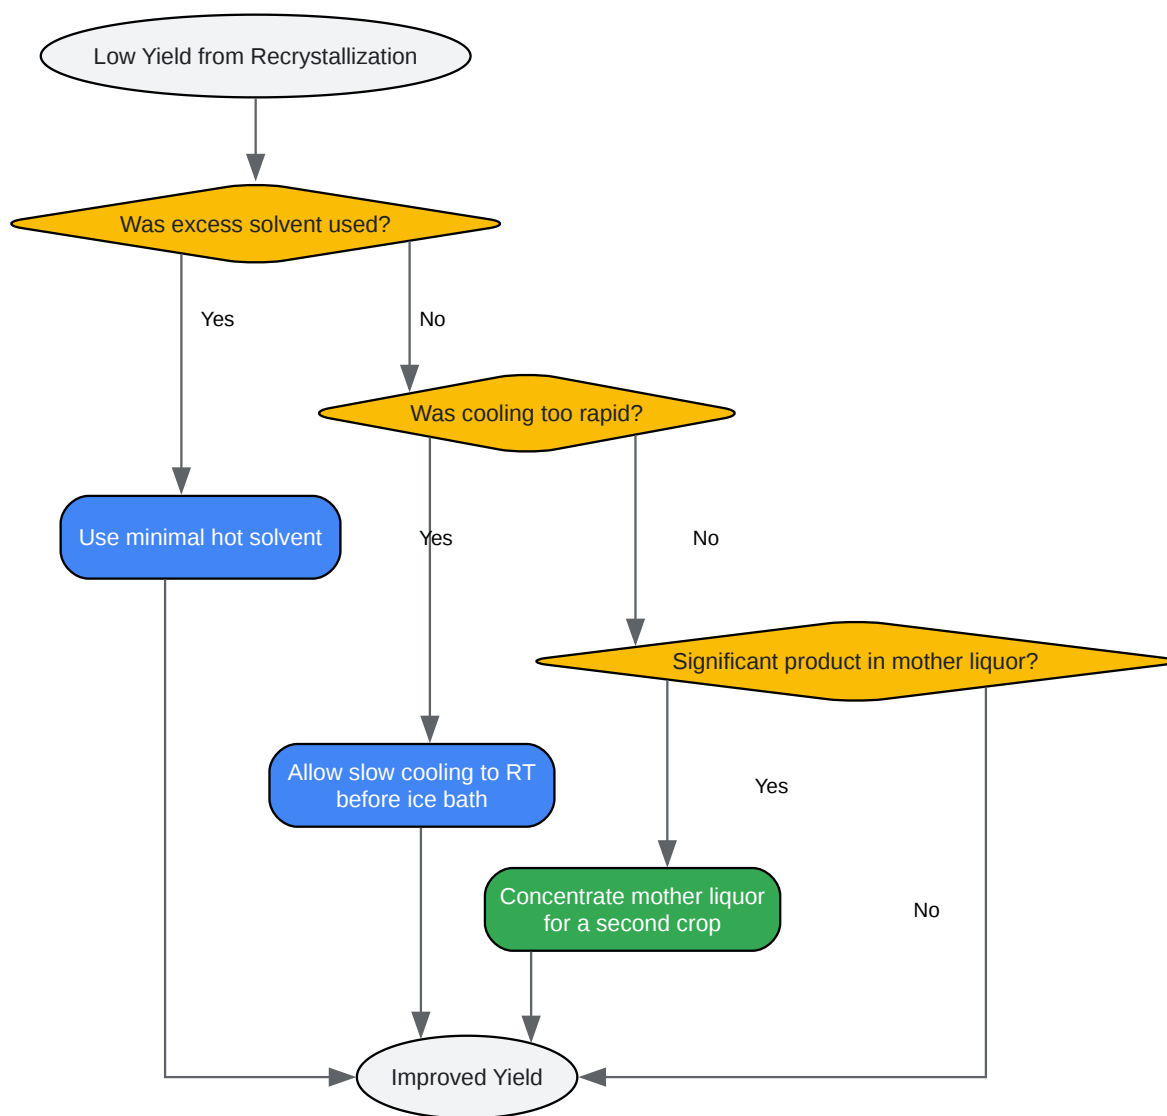 Low Yield from Recrystallization
Was excess solvent used?
Yes
No
Was cooling too rapid?
Use minimal hot solvent
Yes
No
Significant product in mother liquor?
Allow slow cooling to RT
before ice bath
Yes
Concentrate mother liquor
for a second crop
No
Improved Yield